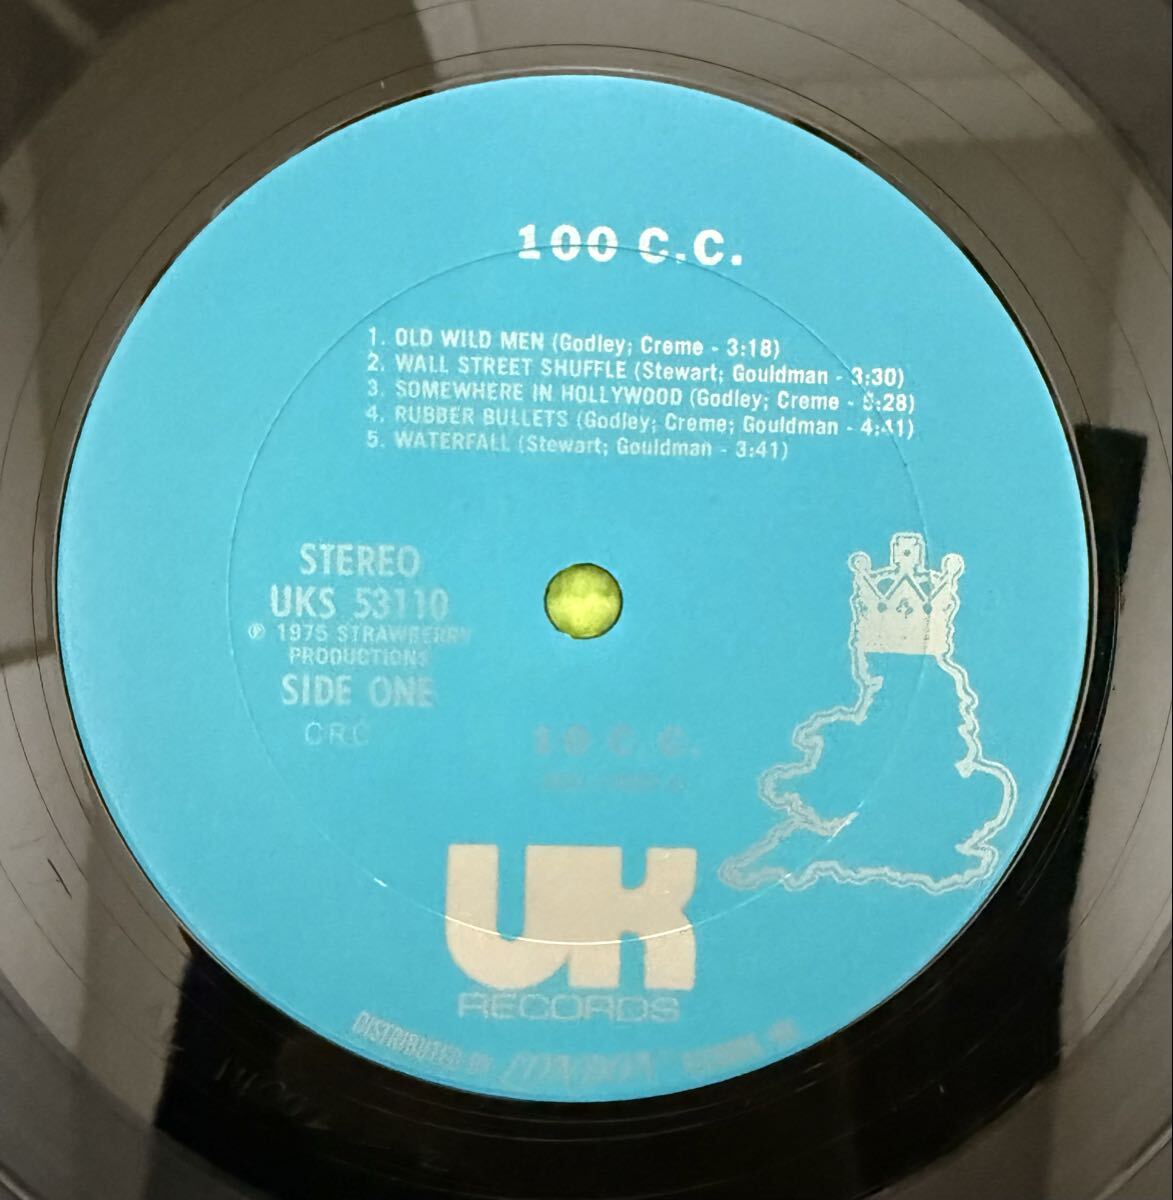 100 C.C.
1. OLD WILD MEN (Godley; Creme - 3:18)
2. WALL STREET SHUFFLE (Stewart; Gouldman - 3:30)
3. SOMEWHERE IN HOLLYWOOD (Godley; Creme - :28)
4. RUBBER BULLETS (Godley; Creme; Gouldman - 4:41)
5. WATERFALL (Stewart; Gouldman - 3:41)
STEREO
UKS 53110
℗ 1975 STRAWBERRY
PRODUCTIONS
SIDE ONE
CRC
10 C.C.
UK
RECORDS
DISTRIBUTED BY